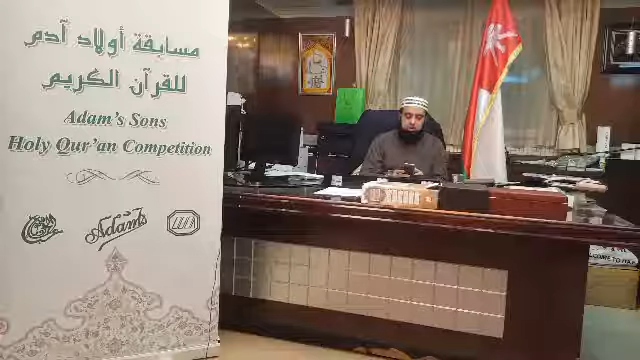 مسابقة أولاد آدم
للقرآن الكريم
Adam's Sons
Holy Qur'an Competition
Adams